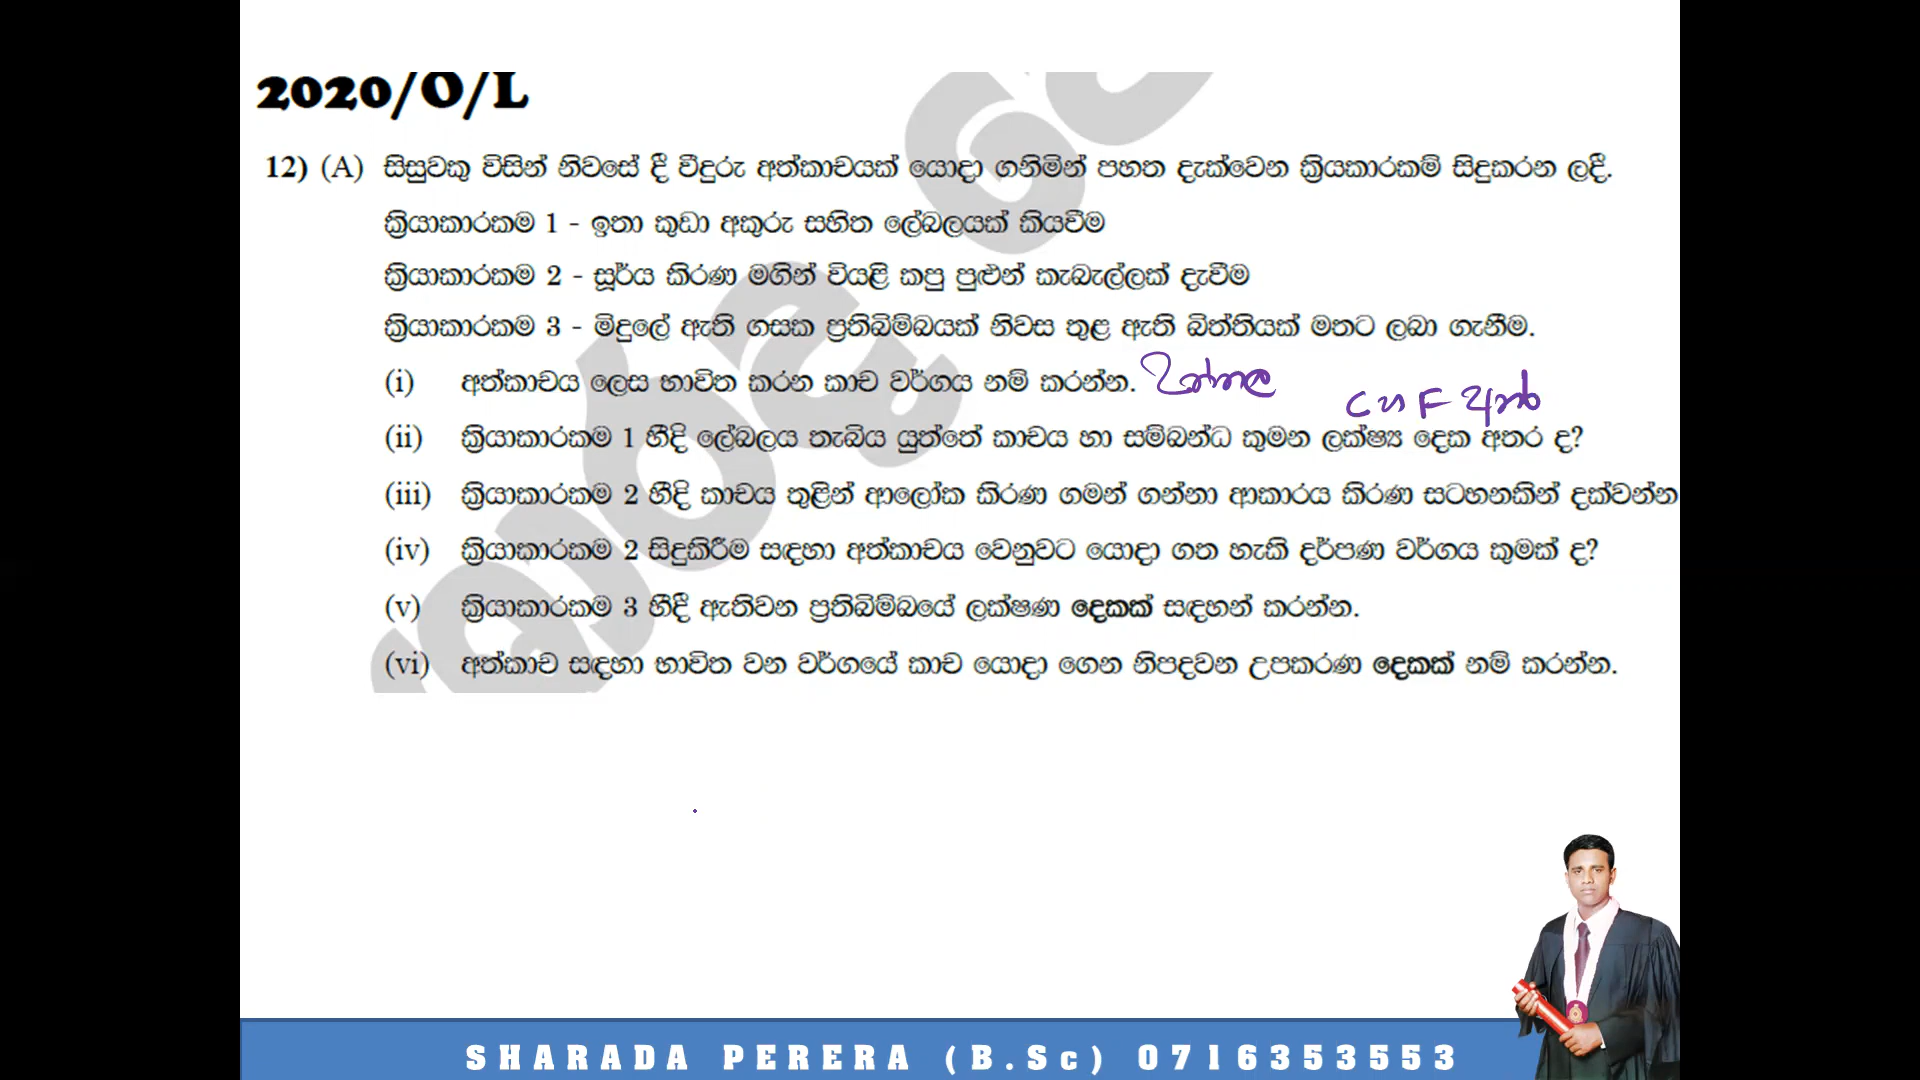 2020/O/L
12) (A) සිසුවකු විසින් නිවසේ දී වීදුරු අත්කාචයක් යොදා ගනිමින් පහත දැක්වෙන ක්‍රියකාරකම් සිදුකරන ලදී.
ක්‍රියාකාරකම 1 - ඉතා කුඩා අකුරු සහිත ලේබලයක් කියවීම
ක්‍රියාකාරකම 2 - සූර්ය කිරණ මගින් වියළි කපු පුළුන් කැබැල්ලක් දැවීම
ක්‍රියාකාරකම 3 - මිදුලේ ඇති ගසක ප්‍රතිබිම්බයක් නිවස තුළ ඇති බිත්තියක් මතට ලබා ගැනීම.
(i) අත්කාචය ලෙස භාවිත කරන කාච වර්ගය නම් කරන්න. උත්තල
C හා F අතර
(ii) ක්‍රියාකාරකම 1 හීදි ලේබලය තැබිය යුත්තේ කාචය හා සම්බන්ධ කුමන ලක්ෂ්‍ය දෙක අතර ද?
(iii) ක්‍රියාකාරකම 2 හීදි කාචය තුළින් ආලෝක කිරණ ගමන් ගන්නා ආකාරය කිරණ සටහනකින් දක්වන්න
(iv) ක්‍රියාකාරකම 2 සිදුකිරීම සඳහා අත්කාචය වෙනුවට යොදා ගත හැකි දර්පණ වර්ගය කුමක් ද?
(v) ක්‍රියාකාරකම 3 හීදී ඇතිවන ප්‍රතිබිම්බයේ ලක්ෂණ දෙකක් සඳහන් කරන්න.
(vi) අත්කාච සඳහා භාවිත වන වර්ගයේ කාච යොදා ගෙන නිපදවන උපකරණ දෙකක් නම් කරන්න.
SHARADA PERERA (B.Sc) 0716353553